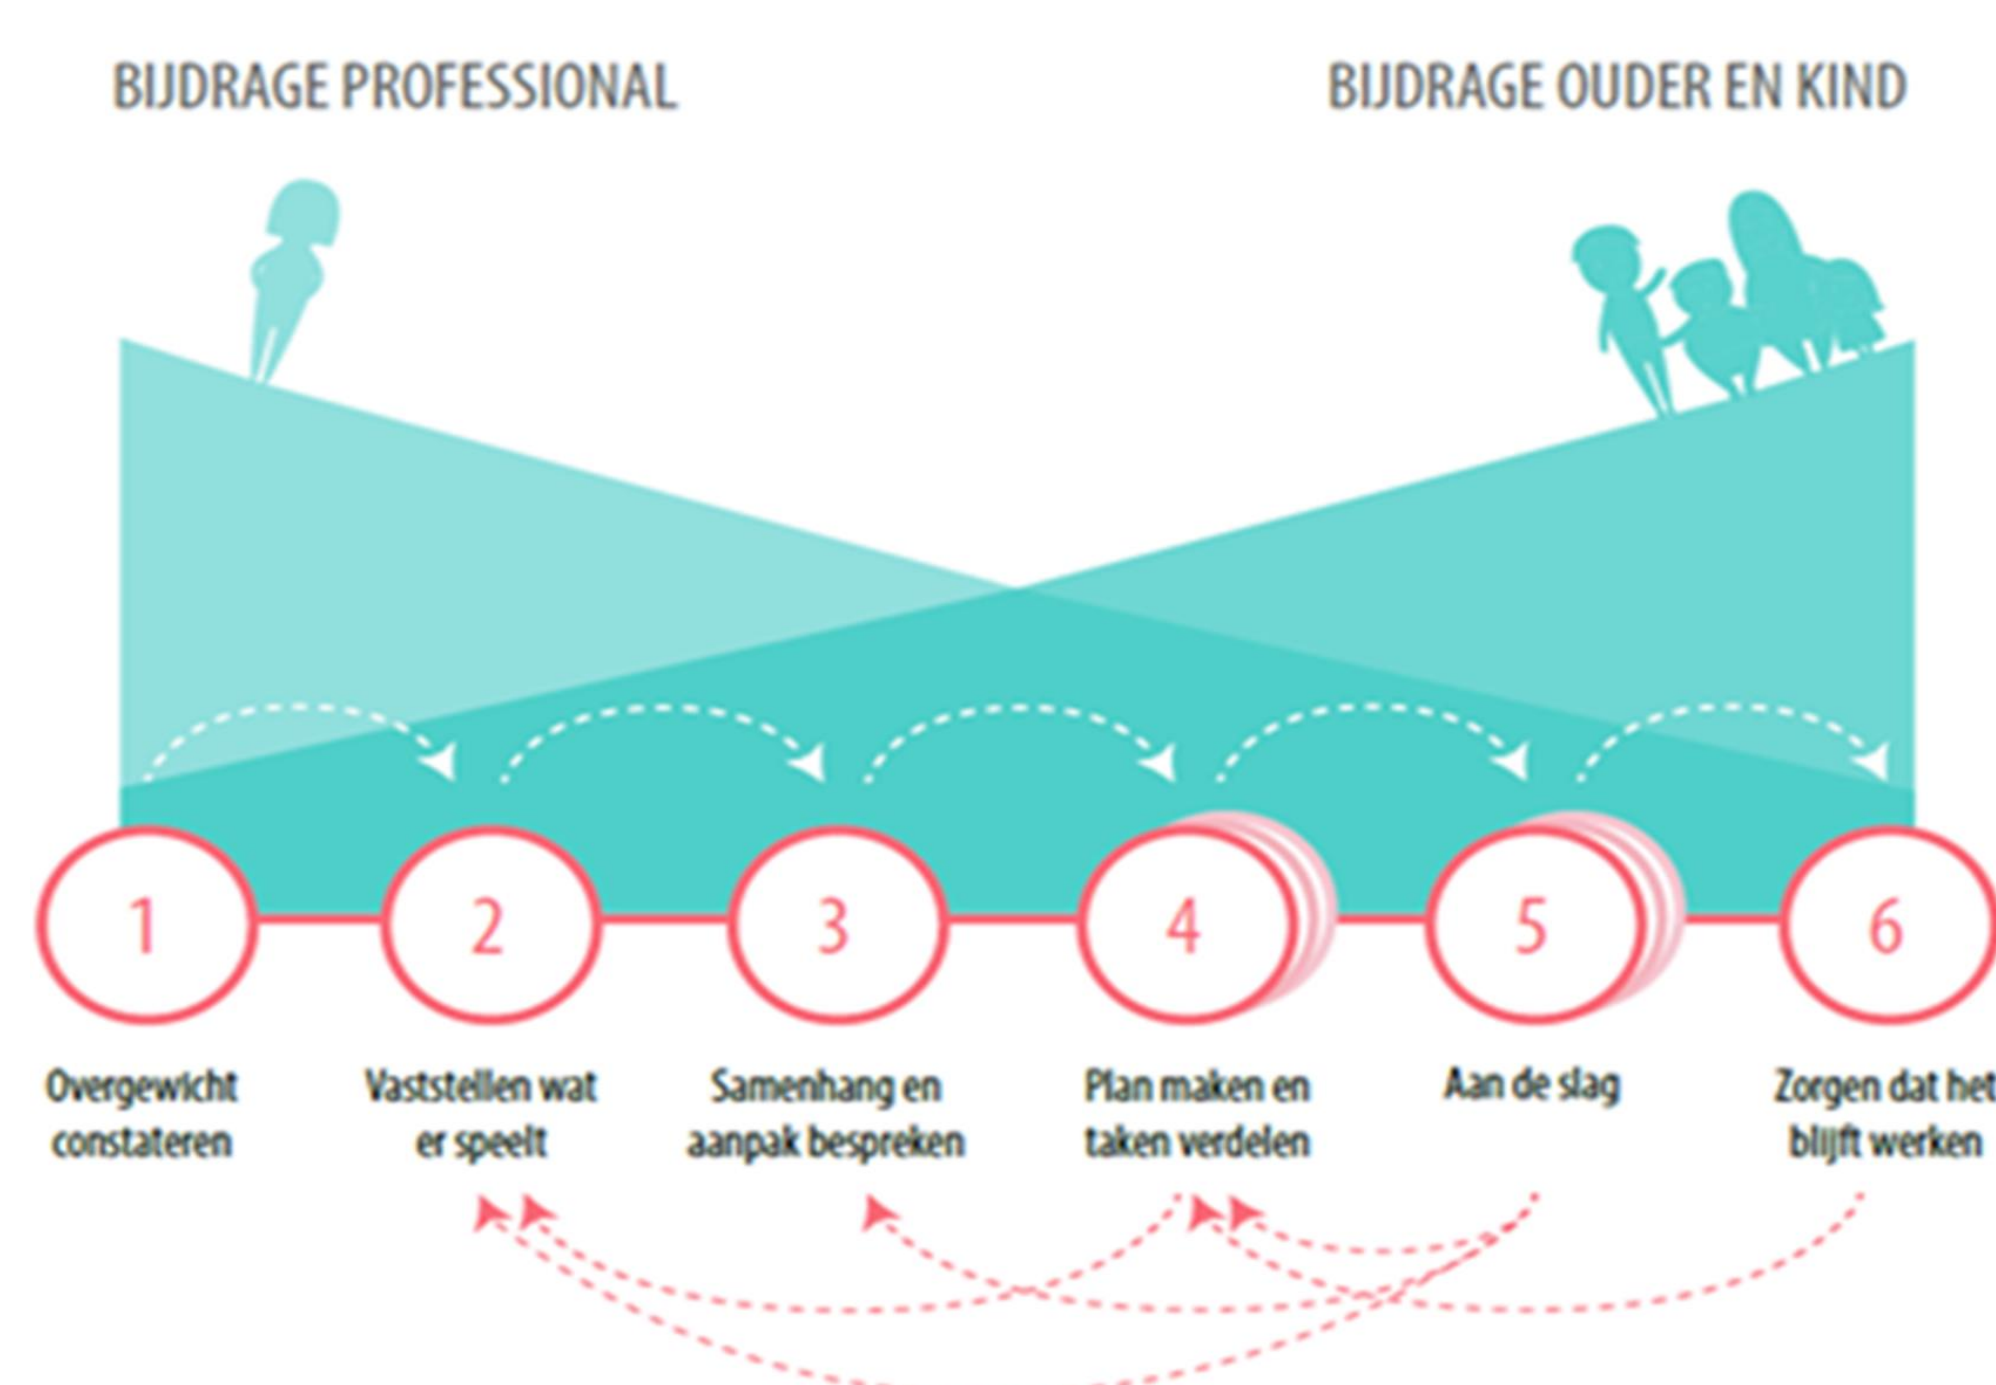 BIJDRAGE PROFESSIONAL
BIJDRAGE OUDER EN KIND
1
2
3
4
5
6
Overgewicht
constateren
Vaststellen wat
er speelt
Samenhang en
aanpak bespreken
Plan maken en
taken verdelen
Aan de slag
Zorgen dat het
blijft werken